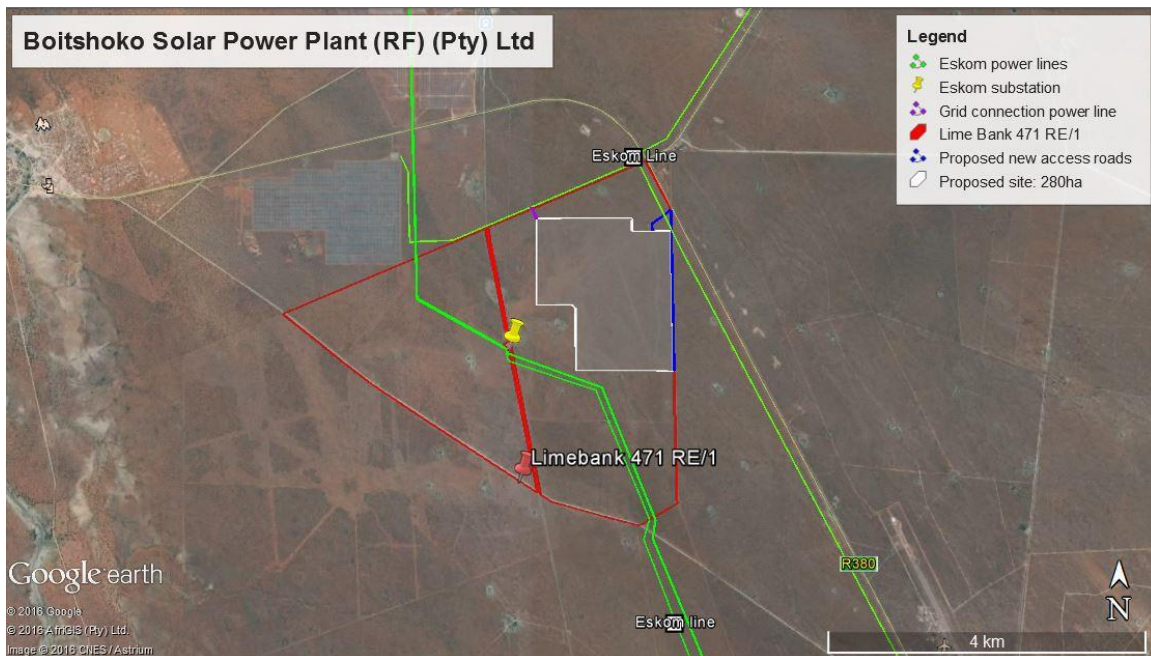 Boitshoko Solar Power Plant (RF) (Pty) Ltd
Legend
Eskom power lines
Eskom substation
Grid connection power line
Lime Bank 471 RE/1
Proposed new access roads
Proposed site: 280ha
Eskom Line
Limebank 471 RE/1
R380
Eskom line
Google earth
© 2016 Google
© 2016 AfriGIS (Pty) Ltd.
Image © 2016 CNES / Astrium
N
4 km